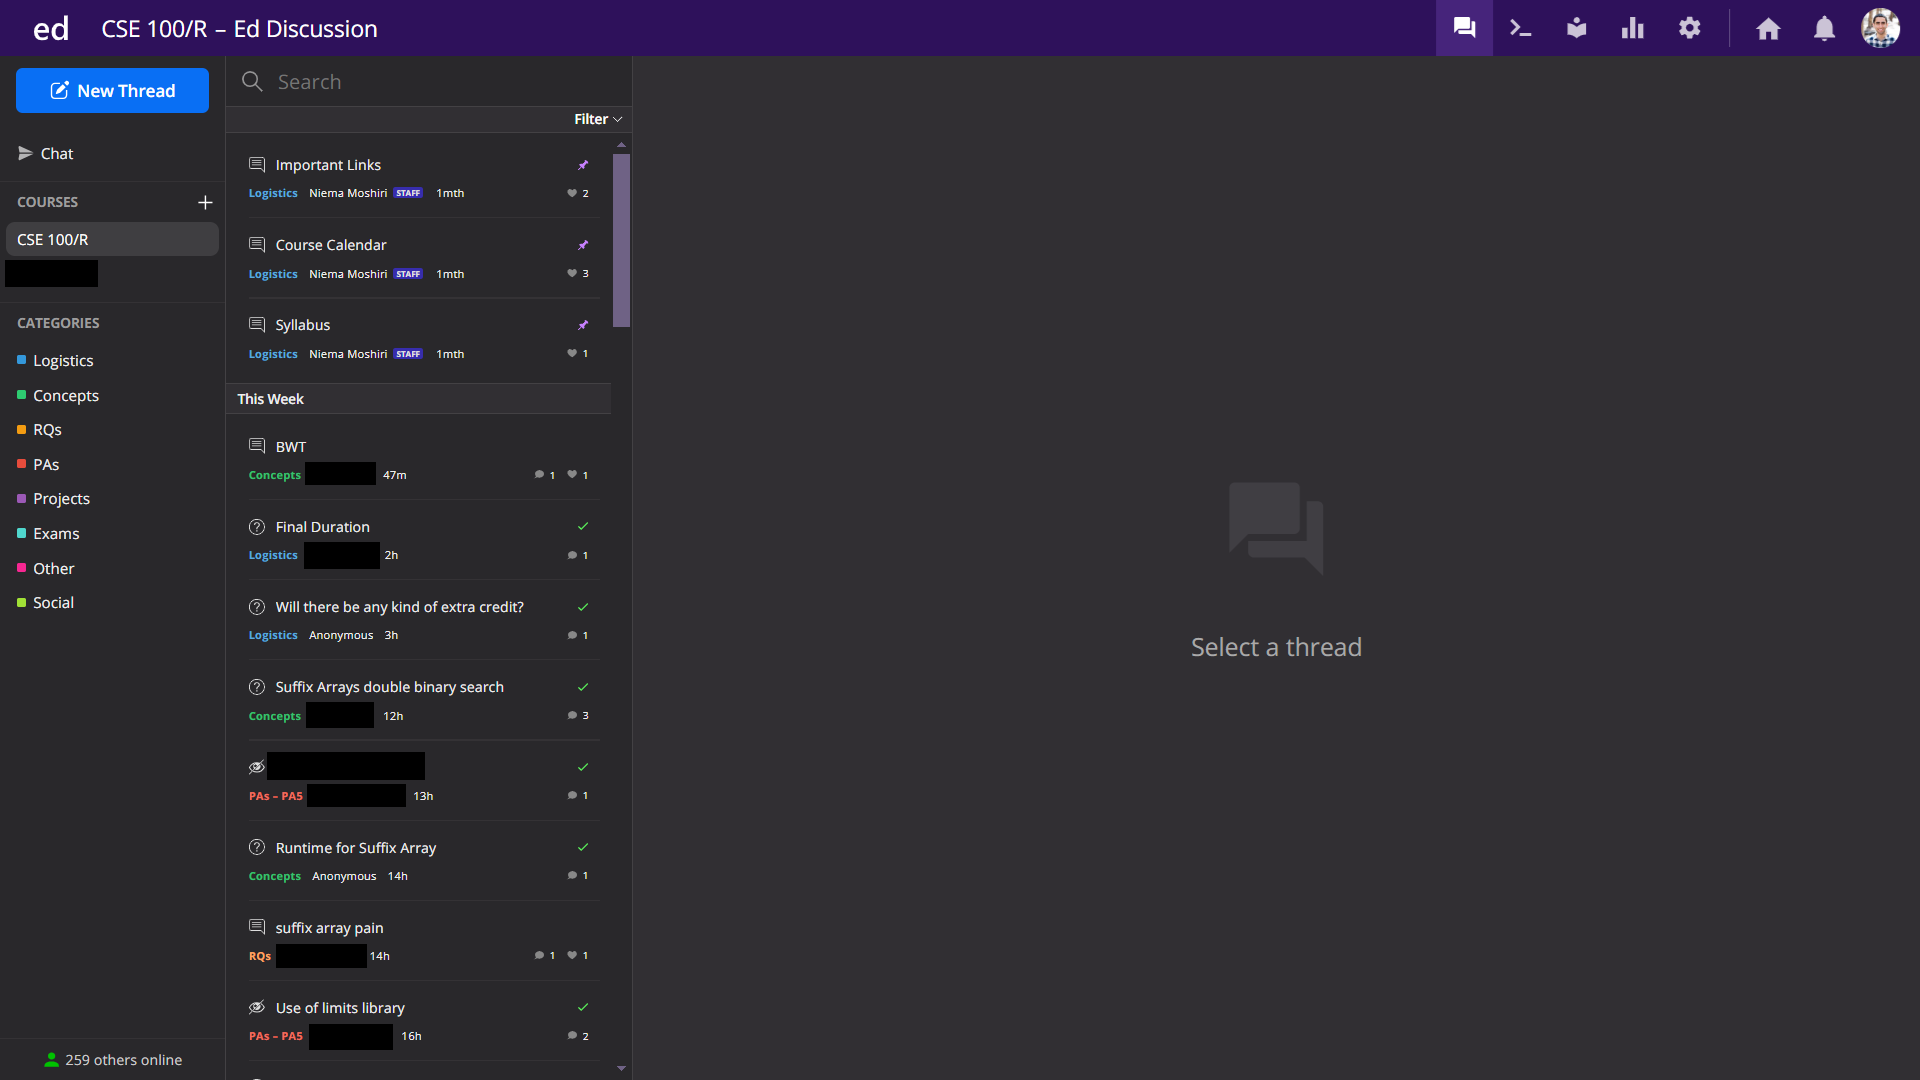 ed CSE 100/R – Ed Discussion
New Thread
Chat
COURSES
CSE 100/R
CATEGORIES
Logistics
Concepts
RQs
PAs
Projects
Exams
Other
Social
259 others online
Search
Filter
Important Links
Logistics Niema Moshiri STAFF 1mth 2
Course Calendar
Logistics Niema Moshiri STAFF 1mth 3
Syllabus
Logistics Niema Moshiri STAFF 1mth 1
This Week
BWT
Concepts 47m 1 1
Final Duration
Logistics 2h 1
Will there be any kind of extra credit?
Logistics Anonymous 3h 1
Suffix Arrays double binary search
Concepts 12h 3
PAs – PA5 13h 1
Runtime for Suffix Array
Concepts Anonymous 14h 1
suffix array pain
RQs 14h 1 1
Use of limits library
PAs – PA5 16h 2
Select a thread